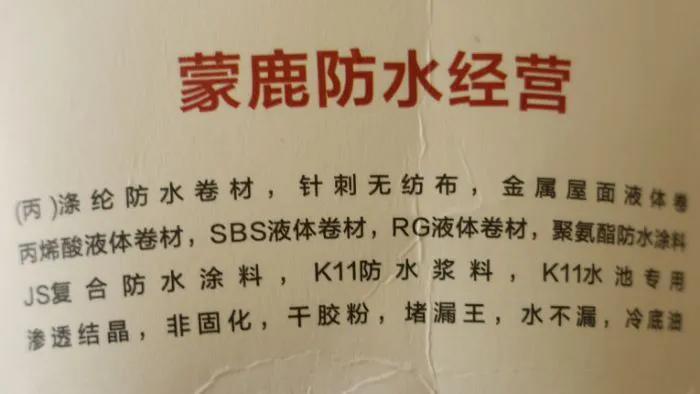 蒙鹿防水经营
(丙)涤纶防水卷材，针刺无纺布，金属屋面液体卷
丙烯酸液体卷材，SBS液体卷材，RG液体卷材，聚氨酯防水涂料
JS复合防水涂料，K11防水浆料，K11水池专用
渗透结晶，非固化，干胶粉，堵漏王，水不漏，冷底油